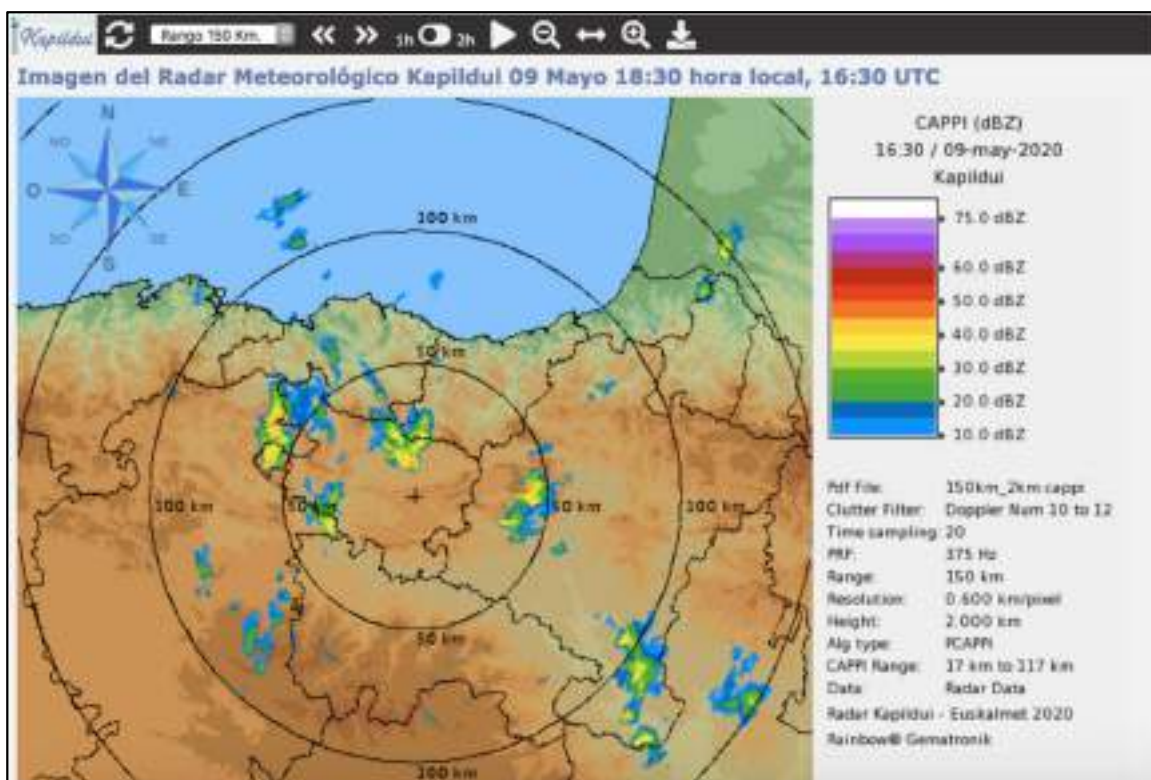 Kapildui Rango 150 Km. 1h 2h
Imagen del Radar Meteorológico Kapildui 09 Mayo 18:30 hora local, 16:30 UTC
N
NO NE
O E
SO SE
S
100 km
50 km
100 km 50 km 50 km 100 km
50 km
100 km
CAPPI (dBZ)
16:30 / 09-may-2020
Kapildui
75.0 dBZ
60.0 dBZ
50.0 dBZ
40.0 dBZ
30.0 dBZ
20.0 dBZ
10.0 dBZ
Pdf File: 150km_2km.cappi
Clutter Filter: Doppler Num 10 to 12
Time sampling: 20
PRF: 375 Hz
Range: 150 km
Resolution: 0.600 km/pixel
Height: 2.000 km
Alg type: PCAPPI
CAPPI Range: 17 km to 117 km
Data: Radar Data
Radar Kapildui - Euskalmet 2020
Rainbow® Gematronik